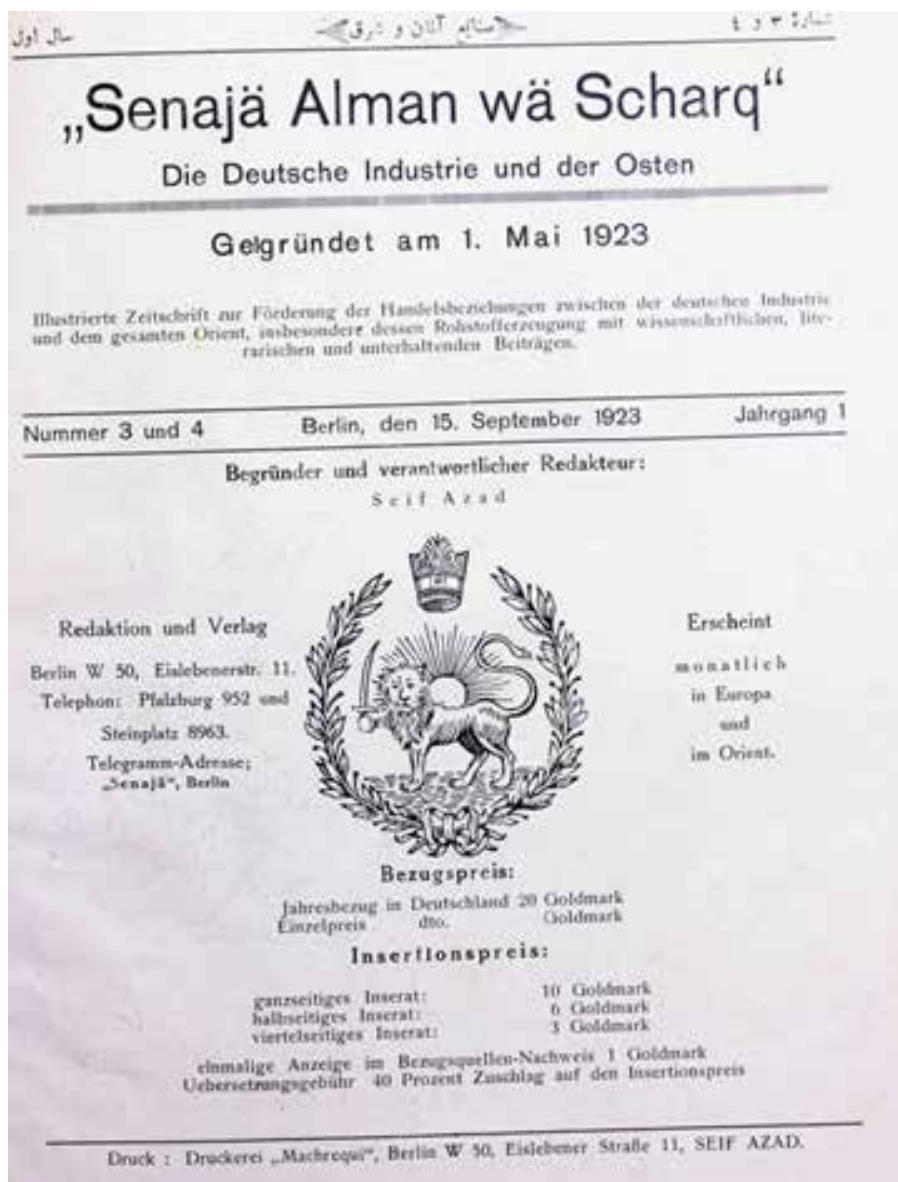 سال اول
صنایع آلمان و شرق
شمارهٔ ۳ و ٤
„Senajä Alman wä Scharq“
Die Deutsche Industrie und der Osten
Gelgründet am 1. Mai 1923
Illustrierte Zeitschrift zur Förderung der Handelsbeziehungen zwischen der deutschen Industrie
und dem gesamten Orient, insbesondere dessen Rohstofferzeugung mit wissenschaftlichen, lite-
rarischen und unterhaltenden Beiträgen.
Nummer 3 und 4 Berlin, den 15. September 1923 Jahrgang 1
Begründer und verantwortlicher Redakteur:
Seif Azad
Redaktion und Verlag
Berlin W 50, Eislebenerstr. 11.
Telephon: Pfalzburg 952 und
Steinplatz 8963.
Telegramm-Adresse;
„Senajä“, Berlin
Erscheint
monatlich
in Europa
und
im Orient.
Bezugspreis:
Jahresbezug in Deutschland 20 Goldmark
Einzelpreis dto. Goldmark
Insertionspreis:
ganzseitiges Inserat: 10 Goldmark
halbseitiges Inserat: 6 Goldmark
viertelseitiges Inserat: 3 Goldmark
einmalige Anzeige im Bezugsquellen-Nachweis 1 Goldmark
Uebersetzungsgebühr 40 Prozent Zuschlag auf den Insertionspreis
Druck : Druckerei „Machrequi“, Berlin W 50, Eislebener Straße 11, SEIF AZAD.